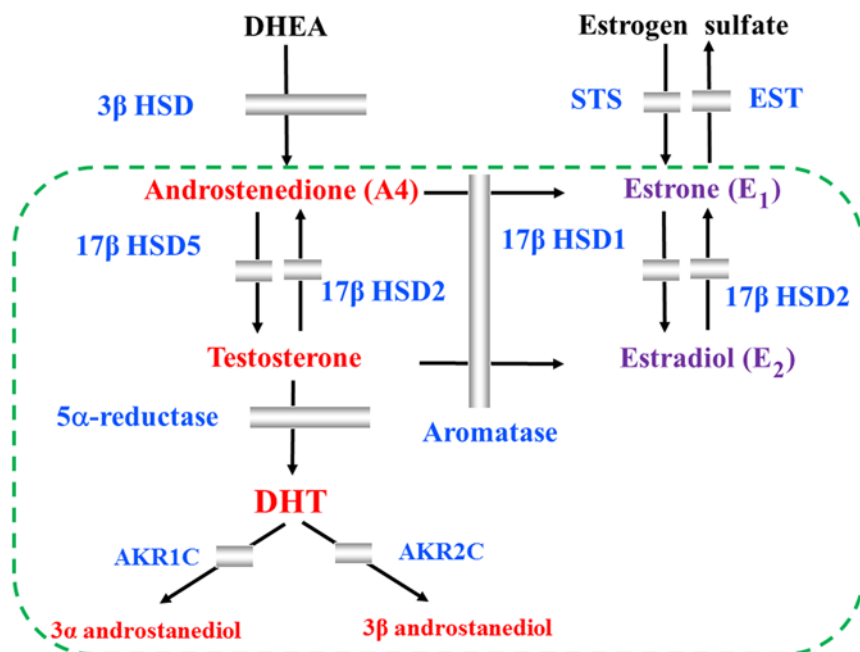 DHEA
Estrogen sulfate
3β HSD
STS
EST
Androstenedione (A4)
Estrone (E₁)
17β HSD5
17β HSD1
17β HSD2
17β HSD2
Testosterone
Estradiol (E₂)
5α-reductase
Aromatase
DHT
AKR1C
AKR2C
3α androstanediol
3β androstanediol